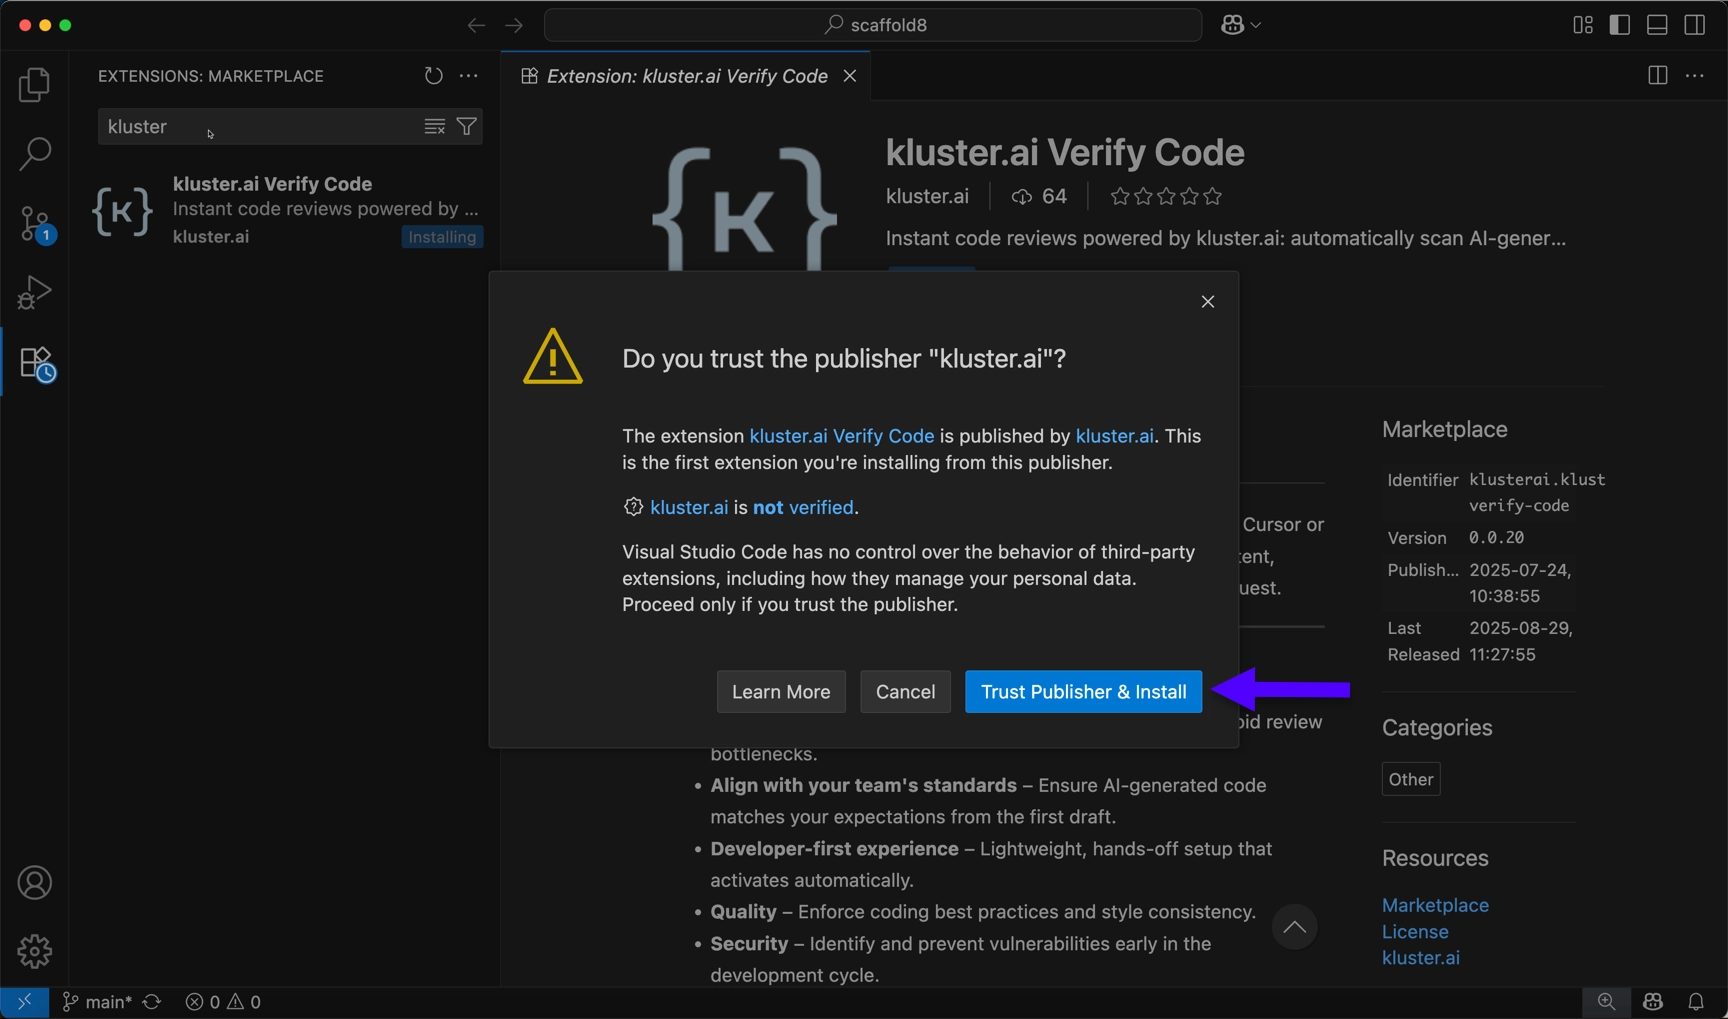 scaffold8
EXTENSIONS: MARKETPLACE
kluster
kluster.ai Verify Code
Instant code reviews powered by ...
kluster.ai
Installing
1
Extension: kluster.ai Verify Code
{K}
{K}
kluster.ai Verify Code
kluster.ai
64
Instant code reviews powered by kluster.ai: automatically scan AI-gener...
Do you trust the publisher "kluster.ai"?
The extension kluster.ai Verify Code is published by kluster.ai. This
is the first extension you're installing from this publisher.
kluster.ai is not verified.
Visual Studio Code has no control over the behavior of third-party
extensions, including how they manage your personal data.
Proceed only if you trust the publisher.
Learn More
Cancel
Trust Publisher & Install
Cursor or
ent,
uest.
review
bottlenecks.
• Align with your team's standards – Ensure AI-generated code
matches your expectations from the first draft.
• Developer-first experience – Lightweight, hands-off setup that
activates automatically.
• Quality – Enforce coding best practices and style consistency.
• Security – Identify and prevent vulnerabilities early in the
development cycle.
Marketplace
Identifier klusterai.klust
verify-code
Version 0.0.20
Publish... 2025-07-24,
10:38:55
Last 2025-08-29,
Released 11:27:55
Categories
Other
Resources
Marketplace
License
kluster.ai
main*
0
0